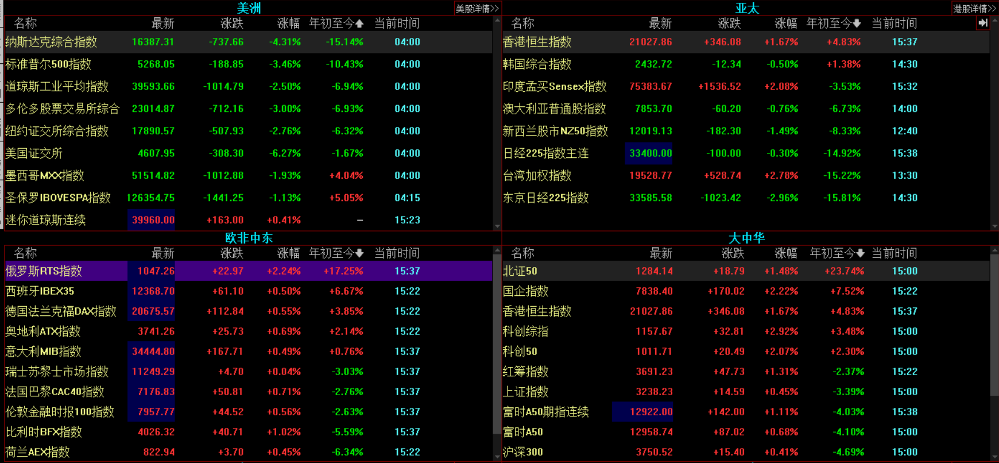 美洲 美股详情>>
名称 最新 涨跌 涨幅 年初至今 当前时间
纳斯达克综合指数 16387.31 -737.66 -4.31% -15.14% 04:00
标准普尔500指数 5268.05 -188.85 -3.46% -10.43% 04:00
道琼斯工业平均指数 39593.66 -1014.79 -2.50% -6.94% 04:00
多伦多股票交易所综合 23014.87 -712.16 -3.00% -6.93% 04:00
纽约证交所综合指数 17890.57 -507.93 -2.76% -6.32% 04:00
美国证交所 4607.95 -308.30 -6.27% -1.67% 04:00
墨西哥MXX指数 51514.82 -1012.88 -1.93% +4.04% 04:00
圣保罗IBOVESPA指数 126354.75 -1441.25 -1.13% +5.05% 04:15
迷你道琼斯连续 39960.00 +163.00 +0.41% — 15:23
亚太 港股详情>>
名称 最新 涨跌 涨幅 年初至今 当前时间
香港恒生指数 21027.86 +346.08 +1.67% +4.83% 15:37
韩国综合指数 2432.72 -12.34 -0.50% +1.38% 14:30
印度孟买Sensex指数 75383.67 +1536.52 +2.08% -3.53% 15:32
澳大利亚普通股指数 7853.70 -60.20 -0.76% -6.73% 14:00
新西兰股市NZ50指数 12019.13 -182.30 -1.49% -8.33% 12:40
日经225指数主连 33400.00 -100.00 -0.30% -14.92% 15:38
台湾加权指数 19528.77 +528.74 +2.78% -15.22% 13:30
东京日经225指数 33585.58 -1023.42 -2.96% -15.81% 14:30
欧非中东
名称 最新 涨跌 涨幅 年初至今 当前时间
俄罗斯RTS指数 1047.26 +22.97 +2.24% +17.25% 15:37
西班牙IBEX35 12368.70 +61.10 +0.50% +6.67% 15:22
德国法兰克福DAX指数 20675.57 +112.84 +0.55% +3.85% 15:22
奥地利ATX指数 3741.26 +25.73 +0.69% +2.14% 15:22
意大利MIB指数 34444.80 +167.71 +0.49% +0.76% 15:37
瑞士苏黎士市场指数 11249.29 +4.70 +0.04% -3.03% 15:37
法国巴黎CAC40指数 7176.83 +50.81 +0.71% -2.76% 15:37
伦敦金融时报100指数 7957.77 +44.52 +0.56% -2.63% 15:37
比利时BFX指数 4026.32 +40.71 +1.02% -5.59% 15:37
荷兰AEX指数 822.94 +3.70 +0.45% -6.34% 15:22
大中华
名称 最新 涨跌 涨幅 年初至今 当前时间
北证50 1284.14 +18.79 +1.48% +23.74% 15:00
国企指数 7838.40 +170.02 +2.22% +7.52% 15:22
香港恒生指数 21027.86 +346.08 +1.67% +4.83% 15:37
科创综指 1157.67 +32.81 +2.92% +3.48% 15:00
科创50 1011.71 +20.49 +2.07% +2.30% 15:00
红筹指数 3691.23 +47.73 +1.31% -2.37% 15:22
上证指数 3238.23 +14.59 +0.45% -3.39% 15:00
富时A50期指连续 12922.00 +142.00 +1.11% -4.03% 15:38
富时A50 12958.74 +87.02 +0.68% -4.10% 15:00
沪深300 3750.52 +15.40 +0.41% -4.69% 15:00